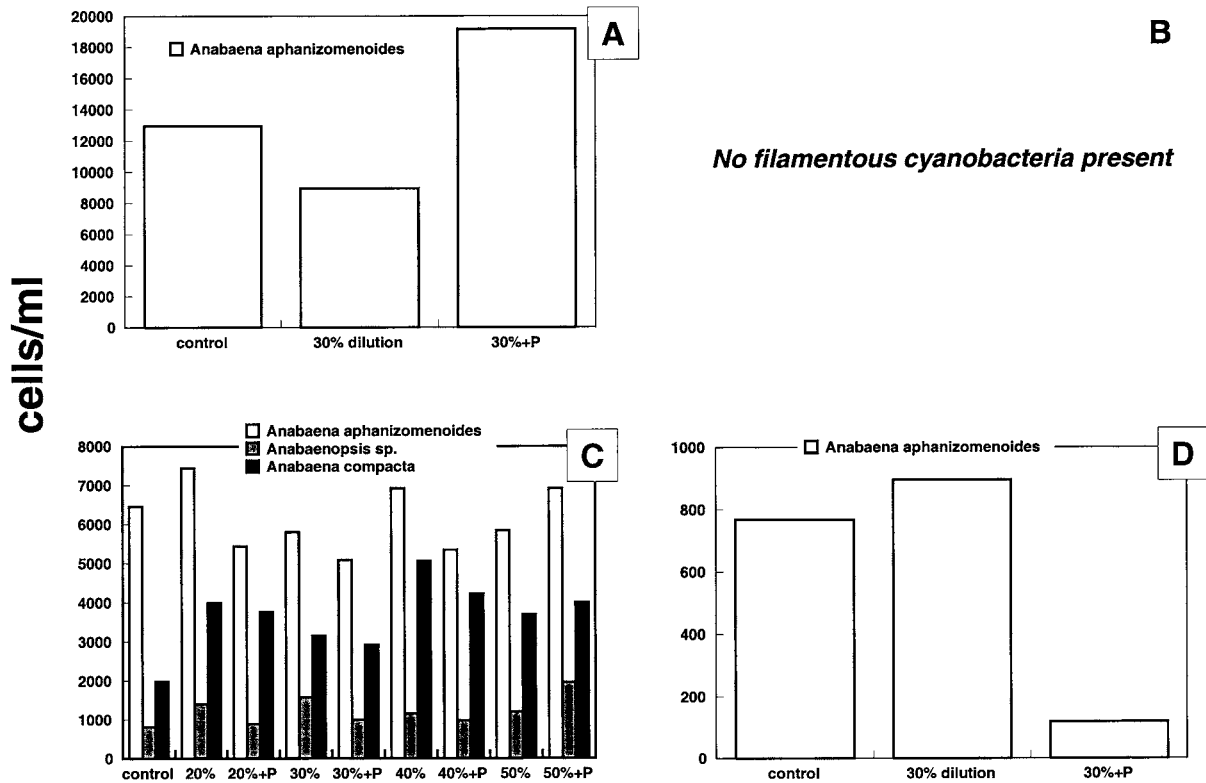 cells/ml
A
Anabaena aphanizomenoides
20000
18000
16000
14000
12000
10000
8000
6000
4000
2000
0
control 30% dilution 30%+P
B
No filamentous cyanobacteria present
C
Anabaena aphanizomenoides
Anabaenopsis sp.
Anabaena compacta
8000
7000
6000
5000
4000
3000
2000
1000
0
control 20% 20%+P 30% 30%+P 40% 40%+P 50% 50%+P
D
Anabaena aphanizomenoides
1000
800
600
400
200
0
control 30% dilution 30%+P